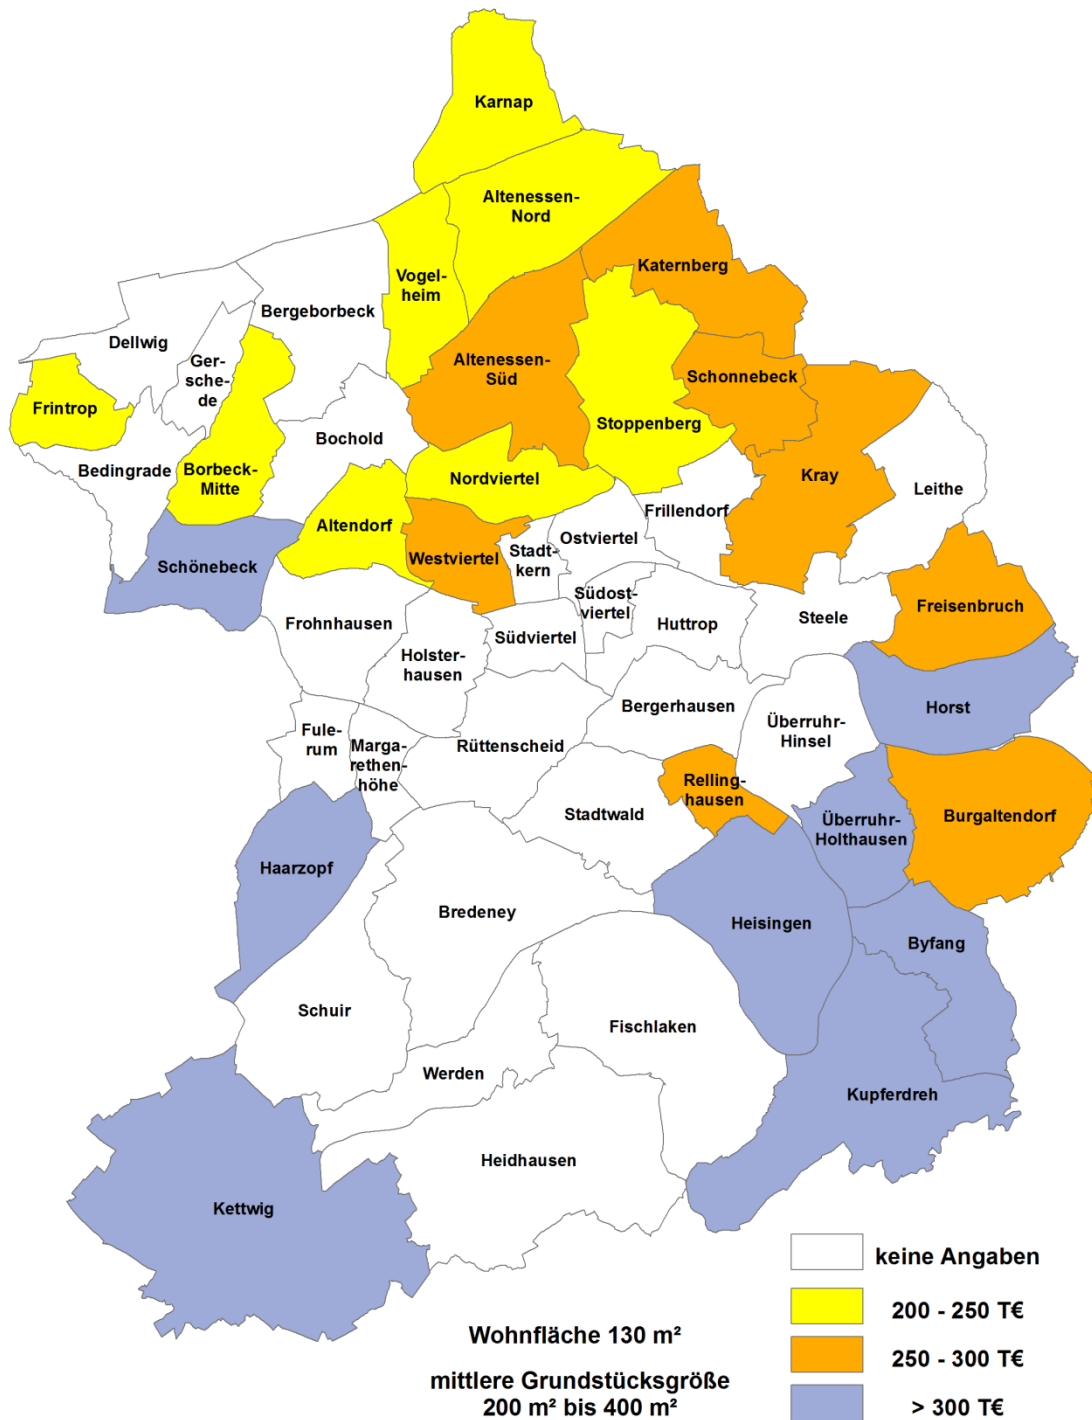 Karnap
Altenessen-
Nord
Katernberg
Vogel-
heim
Bergeborbeck
Dellwig
Ger-
sche-
de
Altenessen-
Süd
Schonnebeck
Frintrop
Stoppenberg
Bochold
Bedingrade
Borbeck-
Mitte
Nordviertel
Kray
Leithe
Frillendorf
Altendorf
Ostviertel
Westviertel
Stadt-
kern
Schönebeck
Südost-
viertel
Freisenbruch
Steele
Frohnhausen
Südviertel
Huttrop
Holster-
hausen
Bergerhausen
Horst
Überruhr-
Hinsel
Fule-
rum
Marga-
rethen-
höhe
Rüttenscheid
Relling-
hausen
Stadtwald
Überruhr-
Holthausen
Burgaltendorf
Haarzopf
Bredeney
Heisingen
Byfang
Schuir
Fischlaken
Werden
Kupferdreh
Heidhausen
Kettwig
keine Angaben
200 - 250 T€
250 - 300 T€
> 300 T€
Wohnfläche 130 m²
mittlere Grundstücksgröße
200 m² bis 400 m²